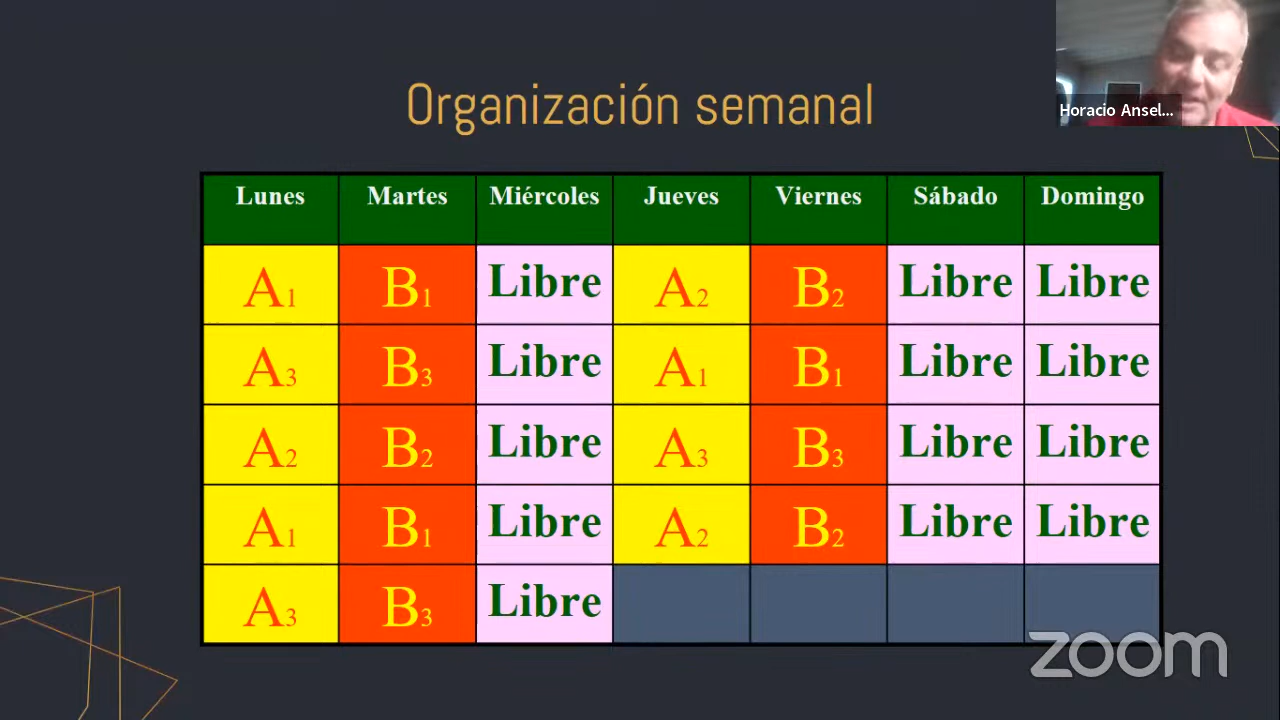 Organización semanal
Horacio Ansel...
Lunes Martes Miércoles Jueves Viernes Sábado Domingo
A1 B1 Libre A2 B2 Libre Libre
A3 B3 Libre A1 B1 Libre Libre
A2 B2 Libre A3 B3 Libre Libre
A1 B1 Libre A2 B2 Libre Libre
A3 B3 Libre
zoom